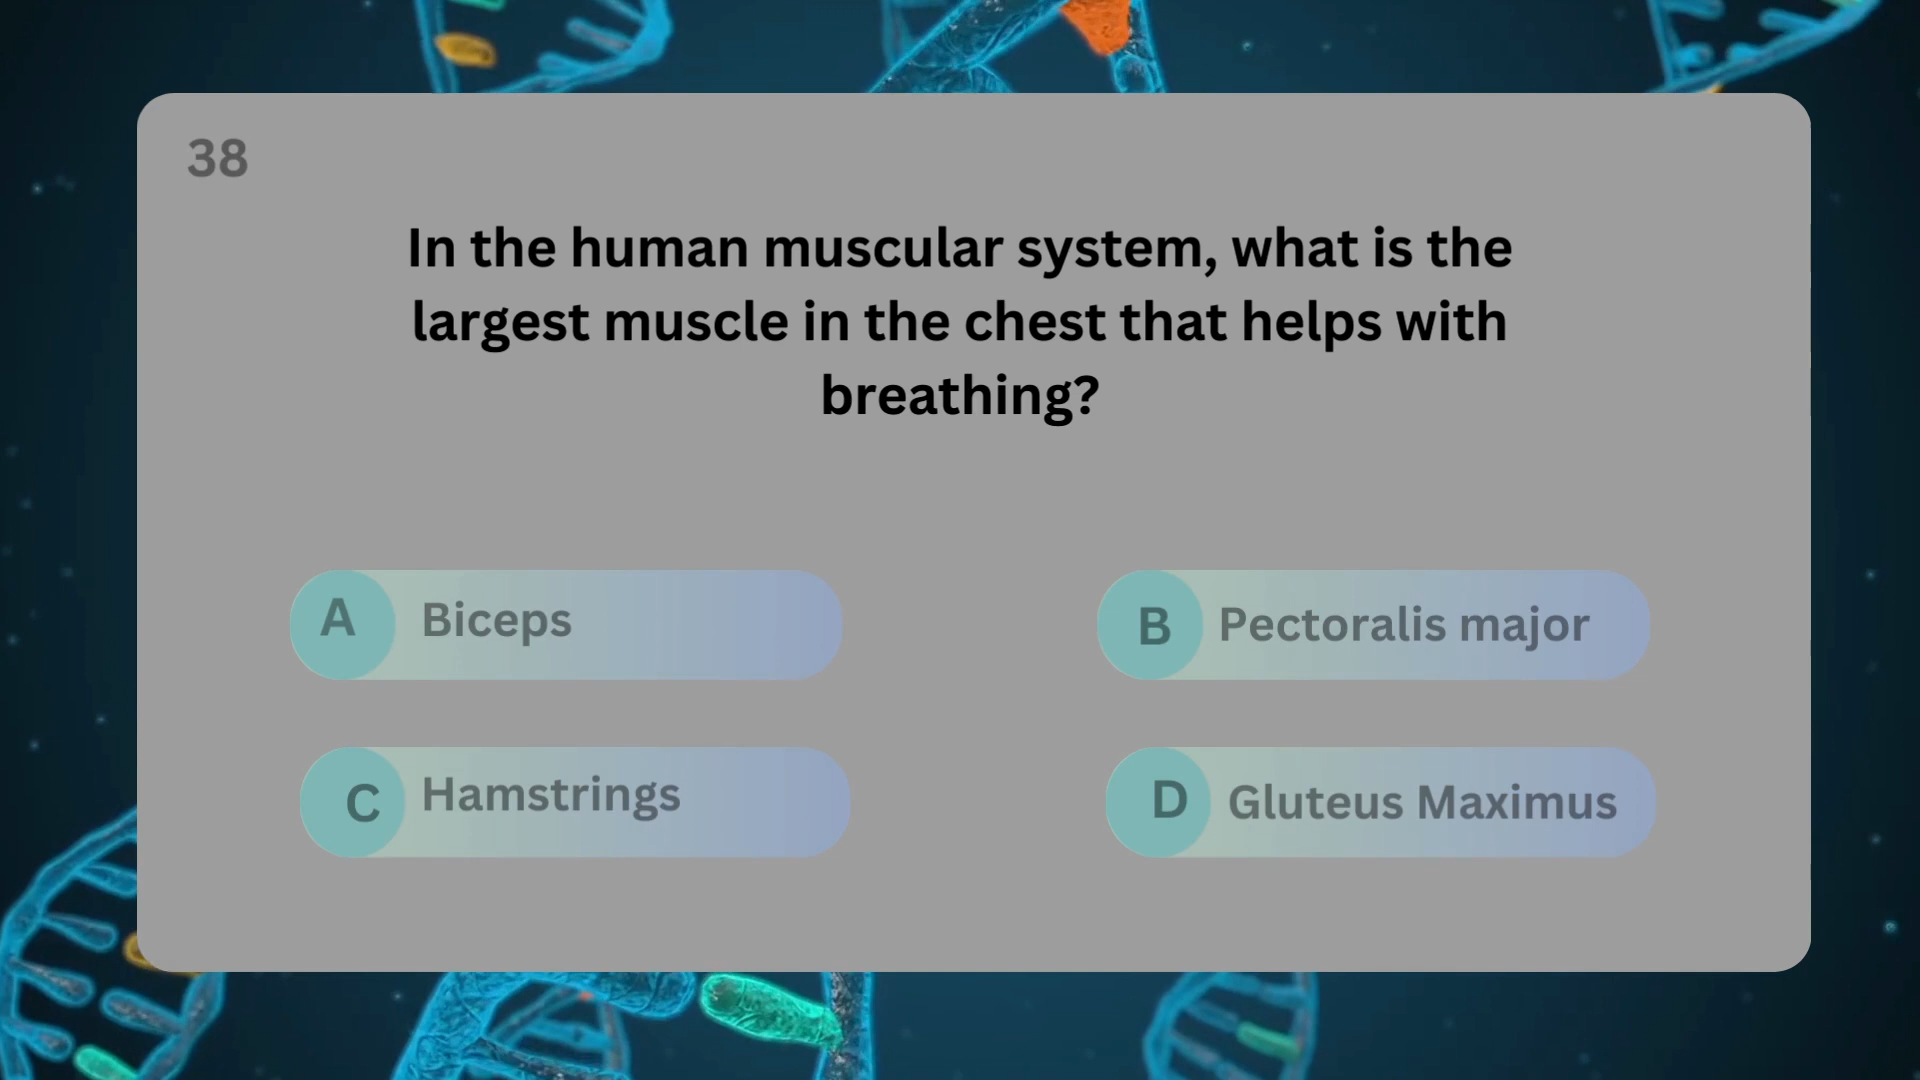 38
In the human muscular system, what is the
largest muscle in the chest that helps with
breathing?
A Biceps
B Pectoralis major
C Hamstrings
D Gluteus Maximus